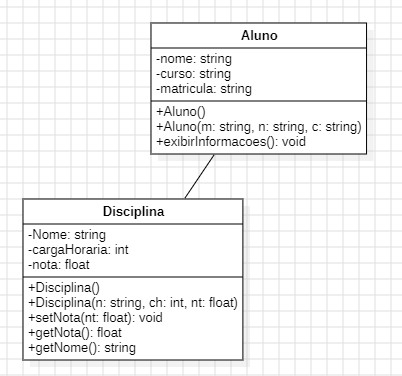 Aluno
-nome: string
-curso: string
-matricula: string
+Aluno()
+Aluno(m: string, n: string, c: string)
+exibirInformacoes(): void
Disciplina
-Nome: string
-cargaHoraria: int
-nota: float
+Disciplina()
+Disciplina(n: string, ch: int, nt: float)
+setNota(nt: float): void
+getNota(): float
+getNome(): string